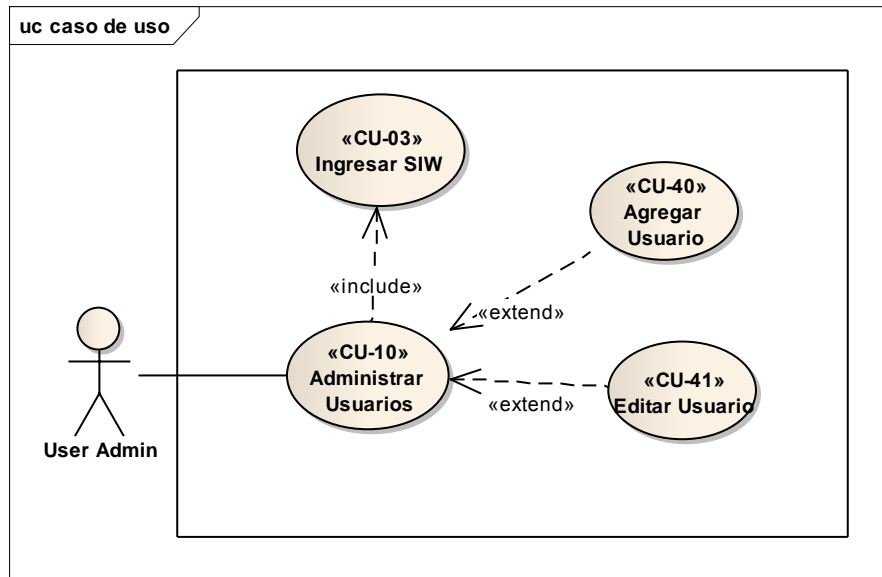 uc caso de uso
«CU-03»
Ingresar SIW
«CU-40»
Agregar
Usuario
«include»
«extend»
«CU-10»
Administrar
Usuarios
«CU-41»
Editar Usuario
«extend»
User Admin